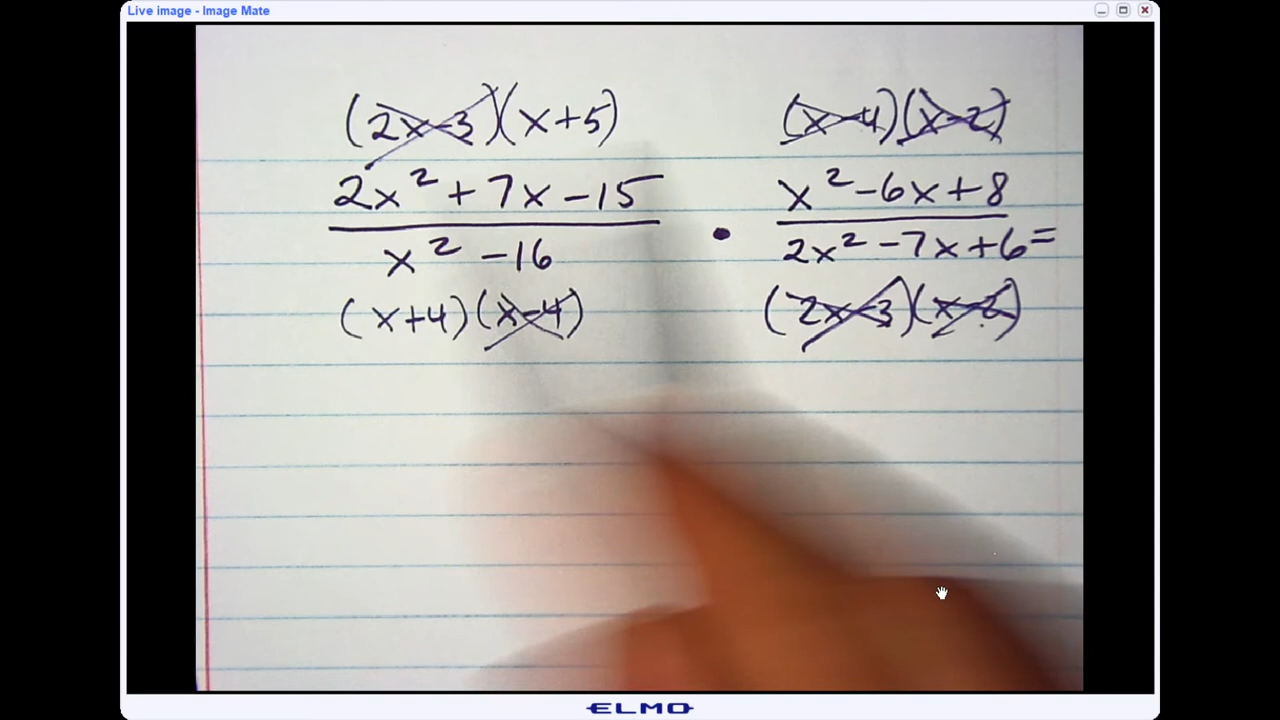 Live image - Image Mate
(2x-3)(x+5) (x-4)(x-2)
2x² + 7x - 15 x² - 6x + 8
x² - 16 • 2x² - 7x + 6 =
(x+4)(x-4) (2x-3)(x-2)
ELMO